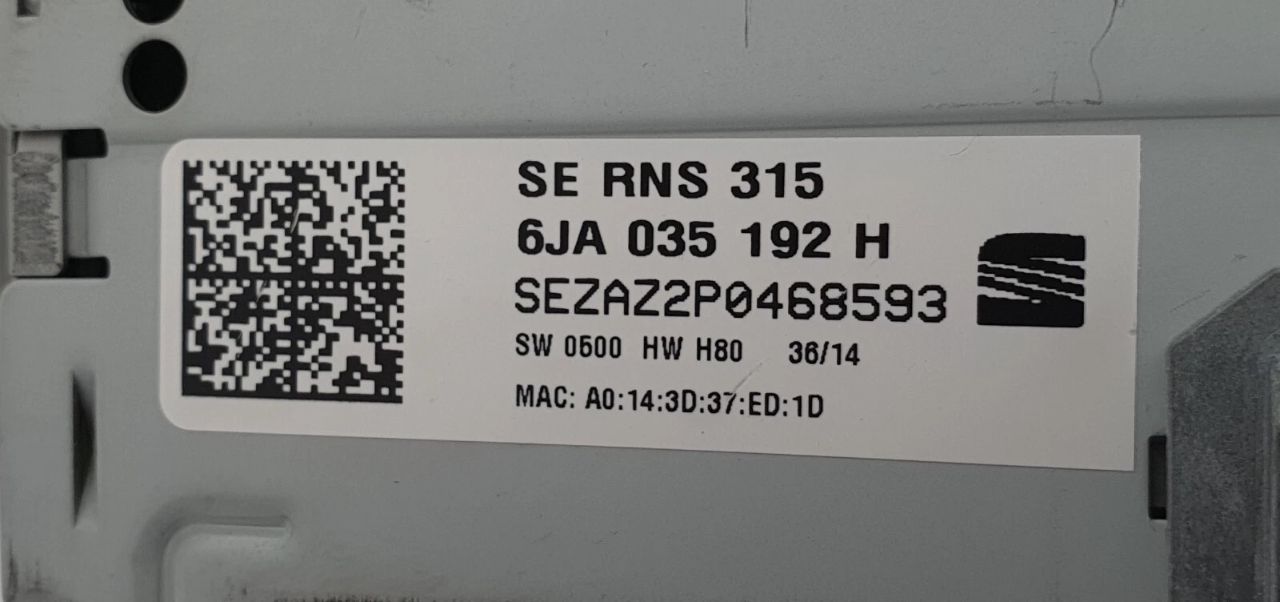 SE RNS 315
6JA 035 192 H
SEZAZ2P0468593
SW 0600 HW H80 36/14
MAC: A0:14:3D:37:ED:1D